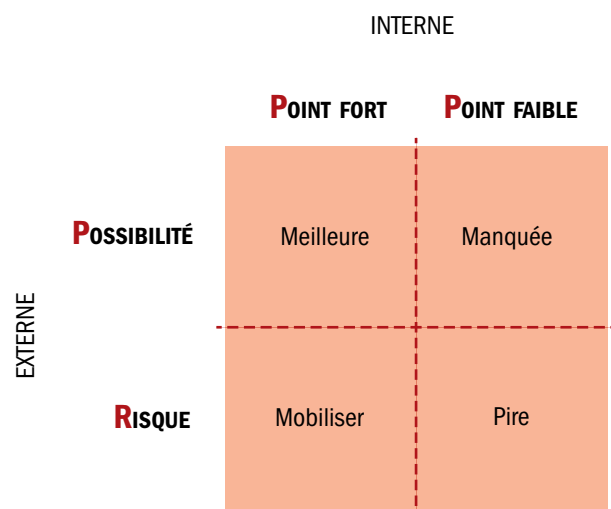 INTERNE
POINT FORT POINT FAIBLE
POSSIBILITÉ Meilleure Manquée
EXTERNE
RISQUE Mobiliser Pire